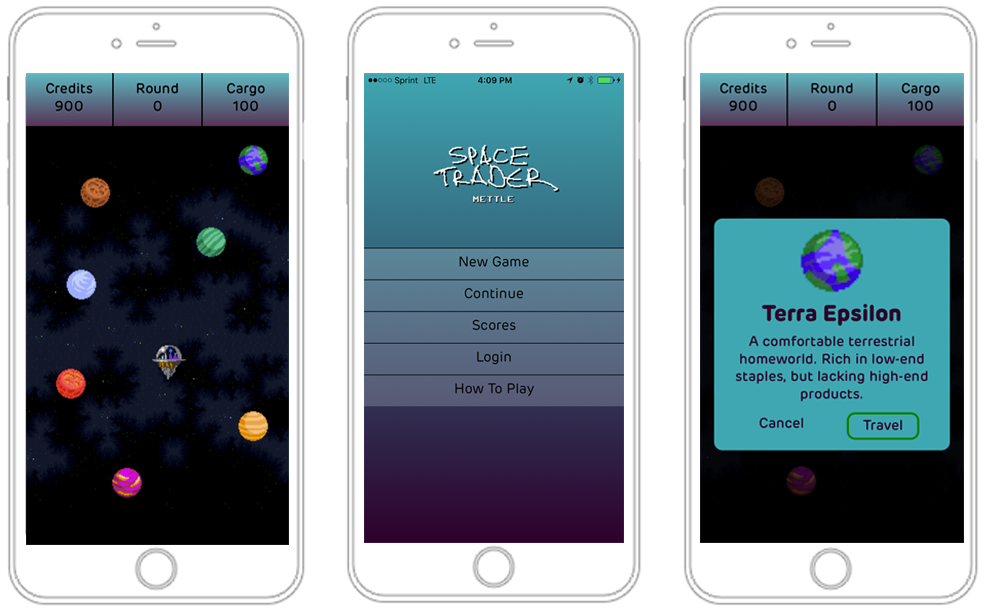 Credits Round Cargo
900 0 100
Sprint LTE 4:09 PM
SPACE
TRADER
METTLE
New Game
Continue
Scores
Login
How To Play
Credits Round Cargo
900 0 100
Terra Epsilon
A comfortable terrestrial
homeworld. Rich in low-end
staples, but lacking high-end
products.
Cancel Travel